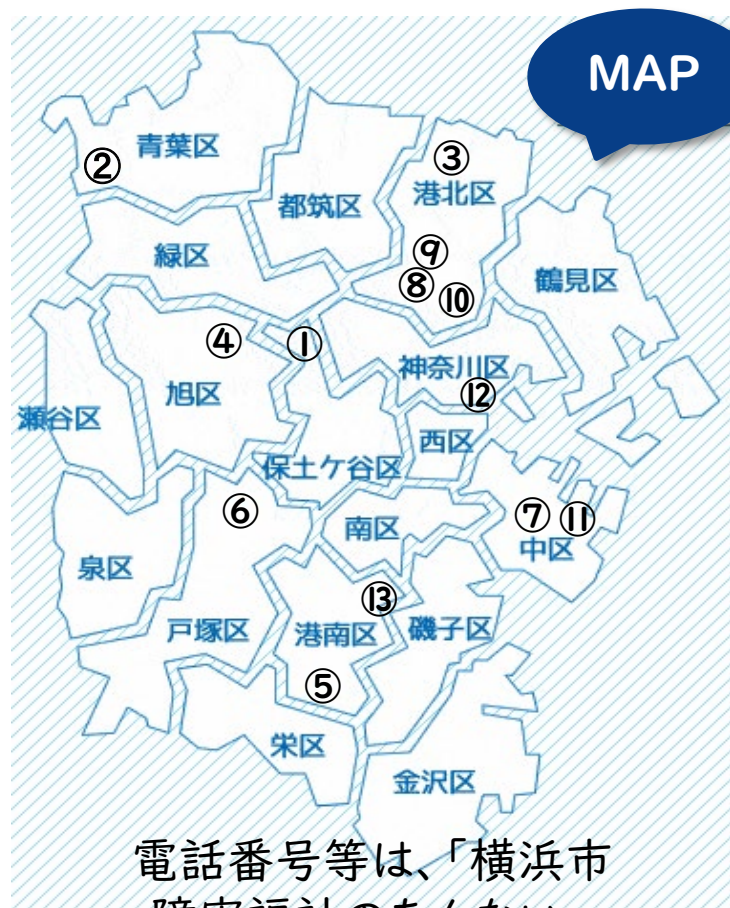 MAP
青葉区
②
③
都筑区
港北区
緑区
⑨
⑧
⑩
鶴見区
④
①
神奈川区
旭区
⑫
瀬谷区
西区
保土ケ谷区
⑥
⑦
⑪
南区
中区
泉区
⑬
戸塚区
港南区
磯子区
⑤
栄区
金沢区
電話番号等は、「横浜市